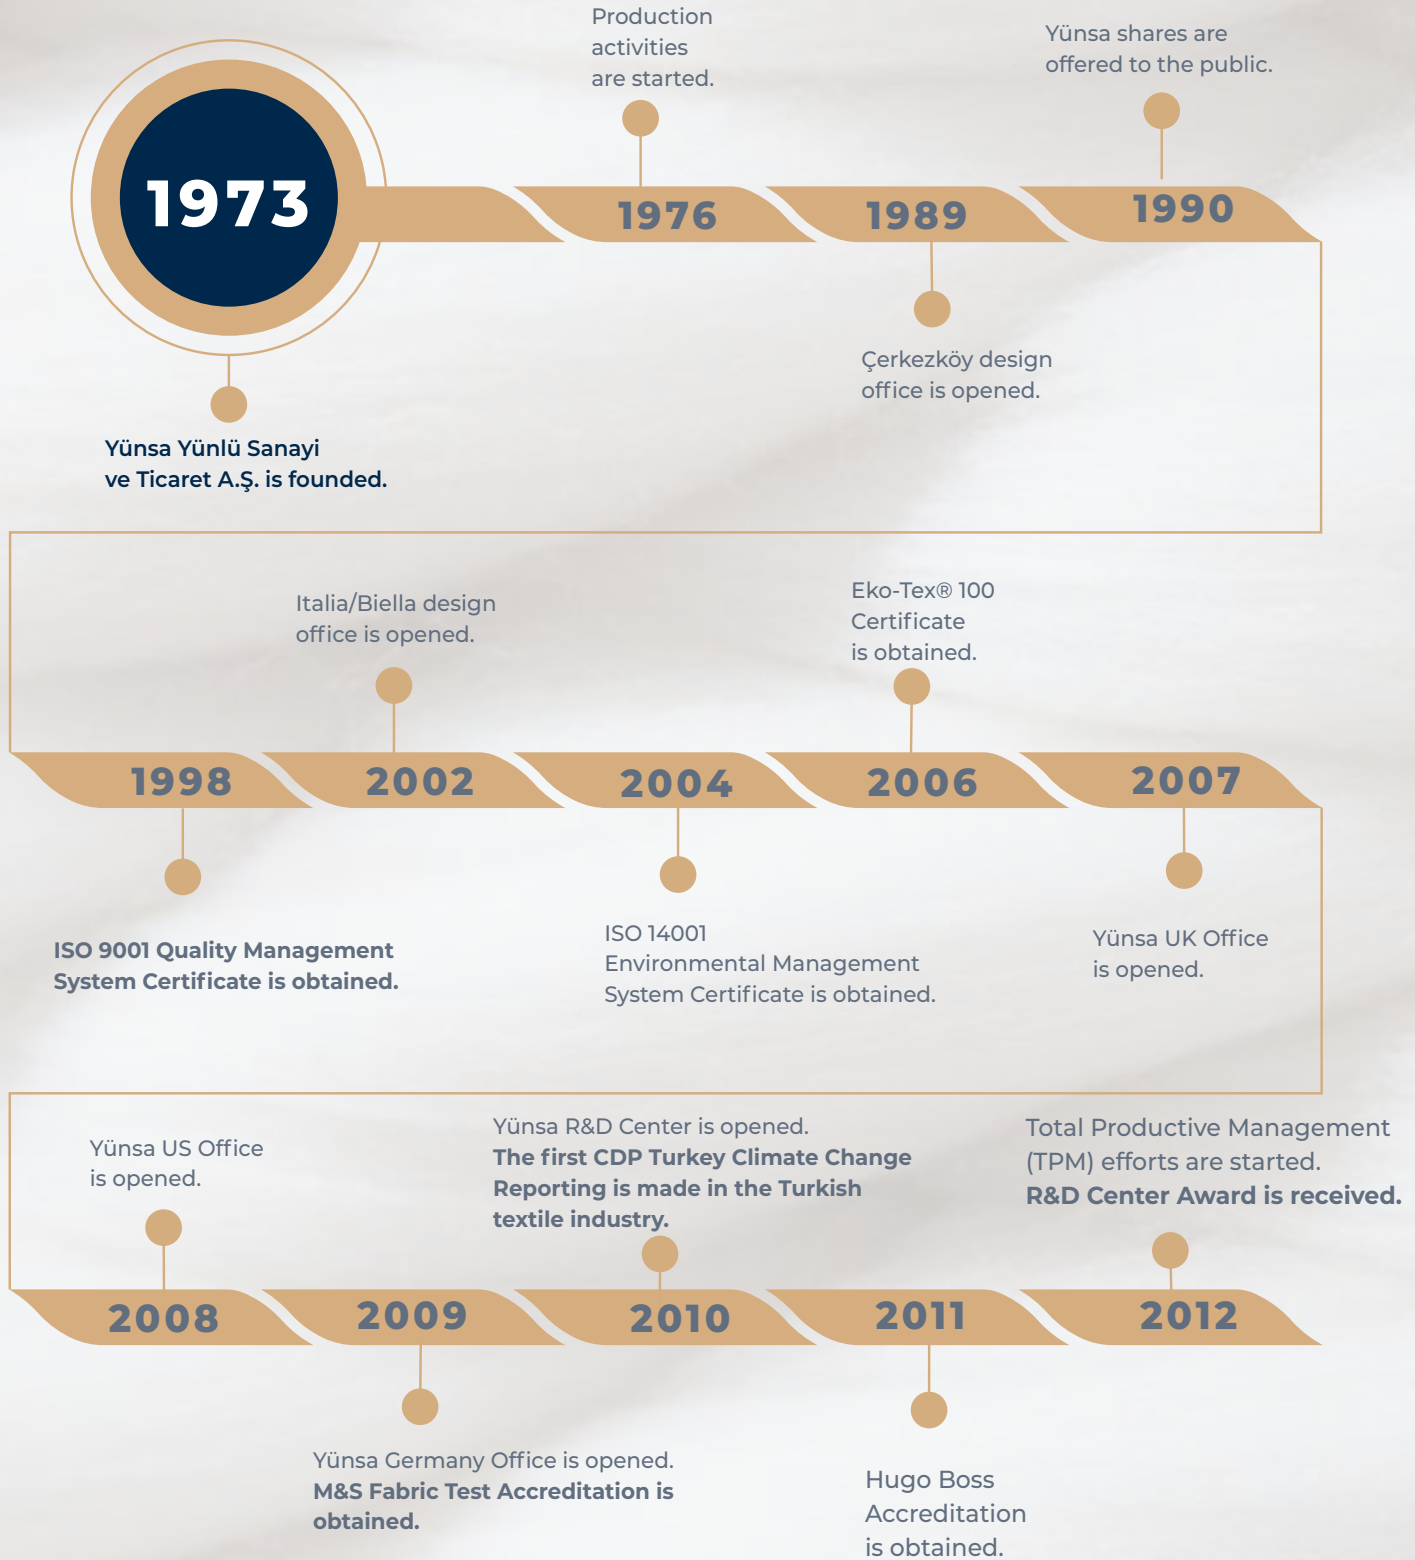 1973
Yünsa Yünlü Sanayi
ve Ticaret A.Ş. is founded.
Production
activities
are started.
1976
1989
Çerkezköy design
office is opened.
Yünsa shares are
offered to the public.
1990
1998
ISO 9001 Quality Management
System Certificate is obtained.
Italia/Biella design
office is opened.
2002
2004
ISO 14001
Environmental Management
System Certificate is obtained.
Eko-Tex® 100
Certificate
is obtained.
2006
2007
Yünsa UK Office
is opened.
Yünsa US Office
is opened.
2008
2009
Yünsa Germany Office is opened.
M&S Fabric Test Accreditation is
obtained.
Yünsa R&D Center is opened.
The first CDP Turkey Climate Change
Reporting is made in the Turkish
textile industry.
2010
2011
Hugo Boss
Accreditation
is obtained.
Total Productive Management
(TPM) efforts are started.
R&D Center Award is received.
2012